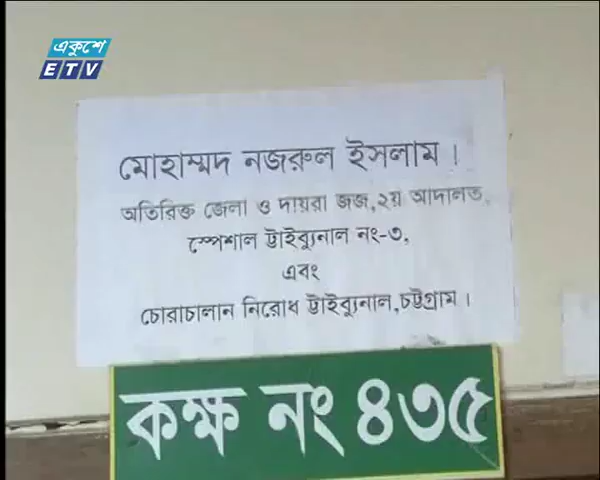 একুশে
ETV
মোহাম্মদ নজরুল ইসলাম।
অতিরিক্ত জেলা ও দায়রা জজ,২য় আদালত,
স্পেশাল ট্রাইব্যুনাল নং-৩,
এবং
চোরাচালান নিরোধ ট্রাইব্যুনাল,চট্টগ্রাম।
কক্ষ নং ৪৩৫